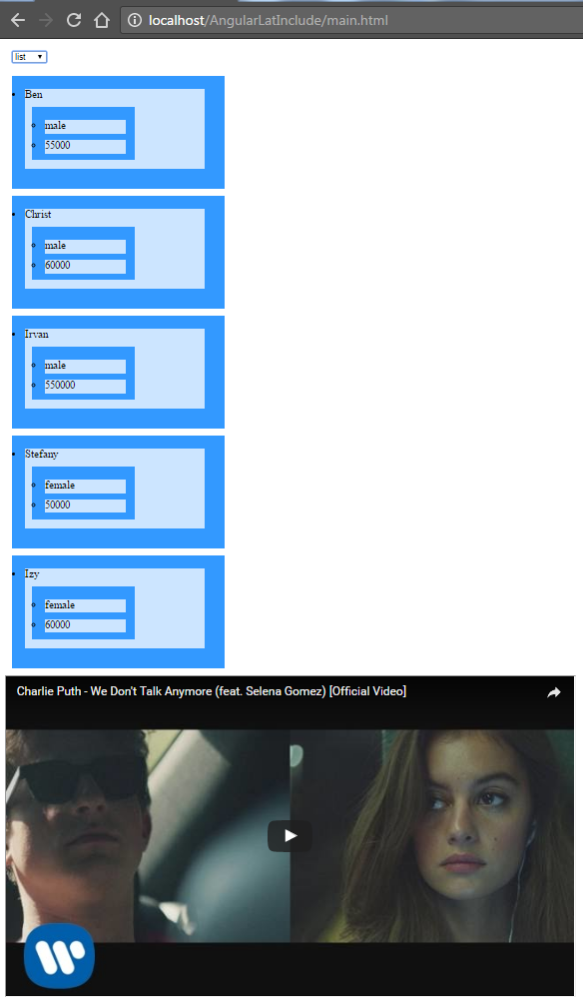 localhost/AngularLatInclude/main.html
list
Ben
male
55000
Christ
male
60000
Irvan
male
550000
Stefany
female
50000
Izy
female
60000
Charlie Puth - We Don't Talk Anymore (feat. Selena Gomez) [Official Video]